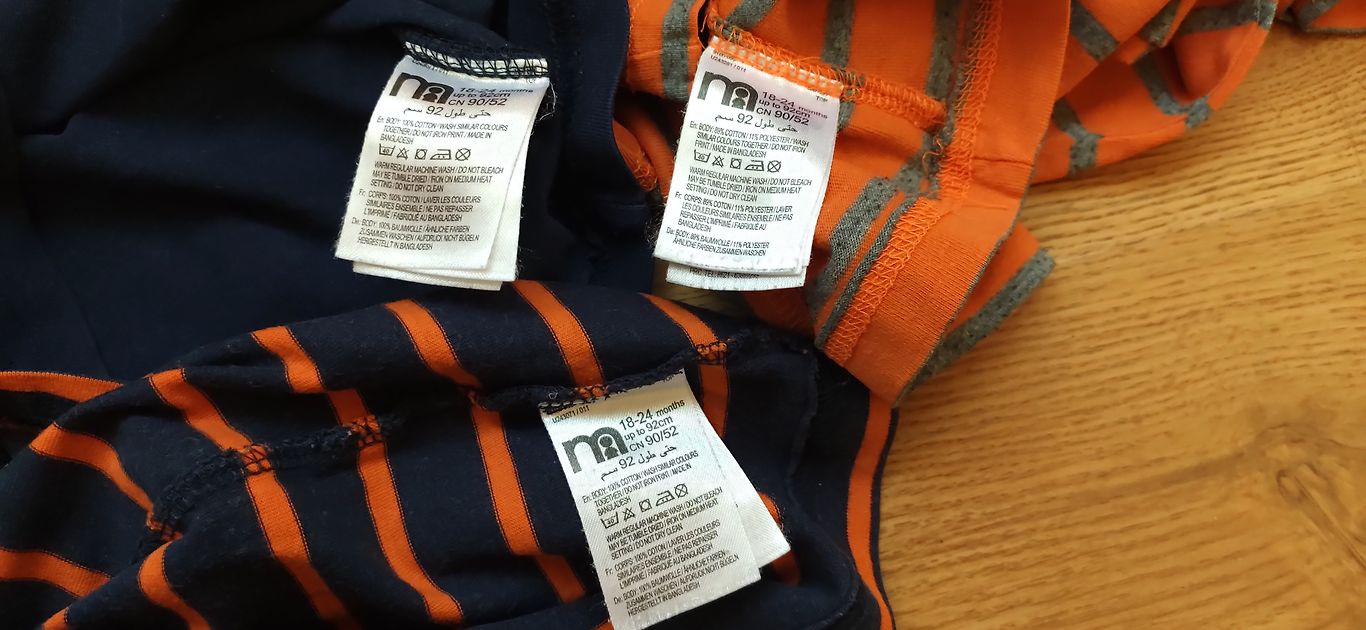 18-24 months
up to 92cm
CN 90/52
حتى طول 92 سم
En: BODY: 100% COTTON / WASH SIMILAR COLOURS
TOGETHER / DO NOT IRON PRINT / MADE IN
BANGLADESH
40
WARM REGULAR MACHINE WASH / DO NOT BLEACH
MAY BE TUMBLE DRIED / IRON ON MEDIUM HEAT
SETTING / DO NOT DRY CLEAN
Fr: CORPS: 100% COTON / LAVER LES COULEURS
SIMILAIRES ENSEMBLE / NE PAS REPASSER
L'IMPRIMÉ / FABRIQUÉ AU BANGLADESH
De: BODY: 100% BAUMWOLLE / ÄHNLICHE FARBEN
ZUSAMMEN WASCHEN / AUFDRUCK NICHT BÜGELN
HERGESTELLT IN BANGLADESH
U243081 / 011
18-24 months
up to 92cm
CN 90/52
حتى طول 92 سم
En: BODY: 89% COTTON / 11% POLYESTER / WASH
SIMILAR COLOURS TOGETHER / DO NOT IRON
PRINT / MADE IN BANGLADESH
40
WARM REGULAR MACHINE WASH / DO NOT BLEACH
MAY BE TUMBLE DRIED / IRON ON MEDIUM HEAT
SETTING / DO NOT DRY CLEAN
Fr: CORPS: 89% COTON / 11% POLYESTER / LAVER
LES COULEURS SIMILAIRES ENSEMBLE / NE PAS
REPASSER L'IMPRIMÉ / FABRIQUÉ AU
BANGLADESH
De: BODY: 89% BAUMWOLLE / 11% POLYESTER
ÄHNLICHE FARBEN ZUSAMMEN WASCHEN
U243071 / 011
18-24 months
up to 92cm
CN 90/52
حتى طول 92 سم
En: BODY: 100% COTTON / WASH SIMILAR COLOURS
TOGETHER / DO NOT IRON PRINT / MADE IN
BANGLADESH
40
WARM REGULAR MACHINE WASH / DO NOT BLEACH
MAY BE TUMBLE DRIED / IRON ON MEDIUM HEAT
SETTING / DO NOT DRY CLEAN
Fr: CORPS: 100% COTON / LAVER LES COULEURS
SIMILAIRES ENSEMBLE / NE PAS REPASSER
L'IMPRIMÉ / FABRIQUÉ AU BANGLADESH
De: BODY: 100% BAUMWOLLE / ÄHNLICHE FARBEN
ZUSAMMEN WASCHEN / AUFDRUCK NICHT BÜGELN
HERGESTELLT IN BANGLADESH